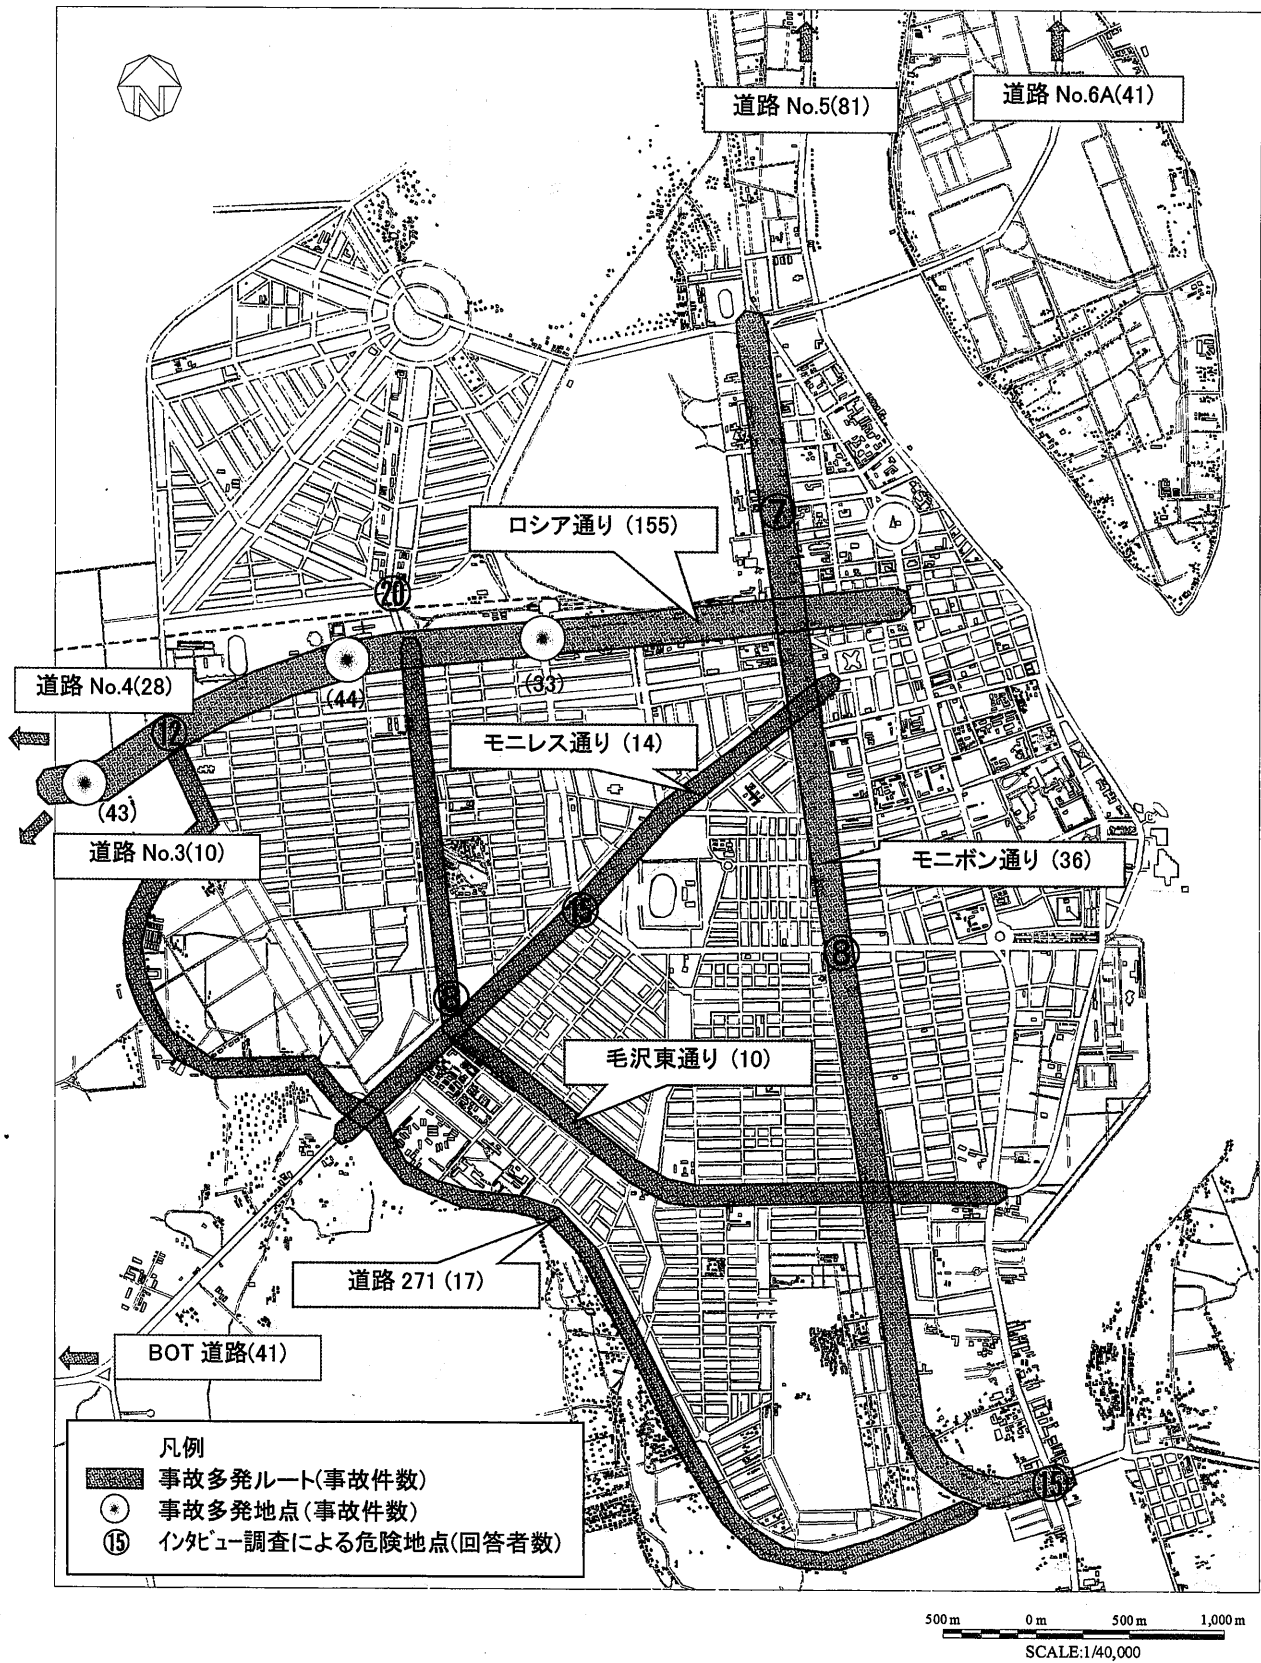 N
道路 No.5(81)
道路 No.6A(41)
ロシア通り (155)
7
20
道路 No.4(28)
(44)
(33)
12
モニレス通り (14)
(43)
道路 No.3(10)
モニボン通り (36)
15
8
毛沢東通り (10)
道路 271 (17)
BOT 道路(41)
15
凡例
事故多発ルート(事故件数)
事故多発地点(事故件数)
⑮ インタビュー調査による危険地点(回答者数)
500 m 0 m 500 m 1,000 m
SCALE:1/40,000